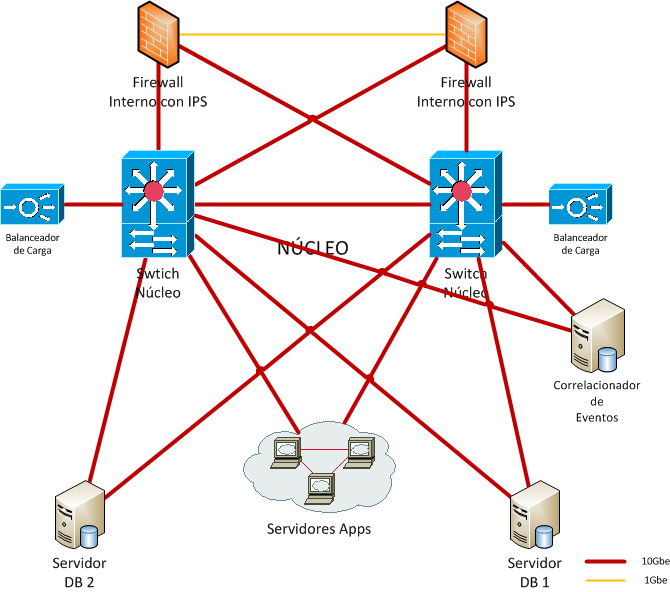 Firewall
Interno con IPS
Firewall
Interno con IPS
Balanceador
de Carga
Balanceador
de Carga
NÚCLEO
Swtich
Núcleo
Switch
Núcleo
Correlacionador
de
Eventos
Servidores Apps
Servidor
DB 2
Servidor
DB 1
10Gbe
1Gbe